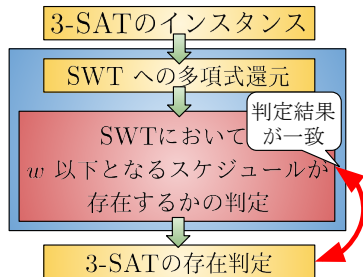 3-SATのインスタンス
SWT への多項式還元
判定結果
が一致
SWTにおいて
w 以下となるスケジュールが
存在するかの判定
3-SATの存在判定